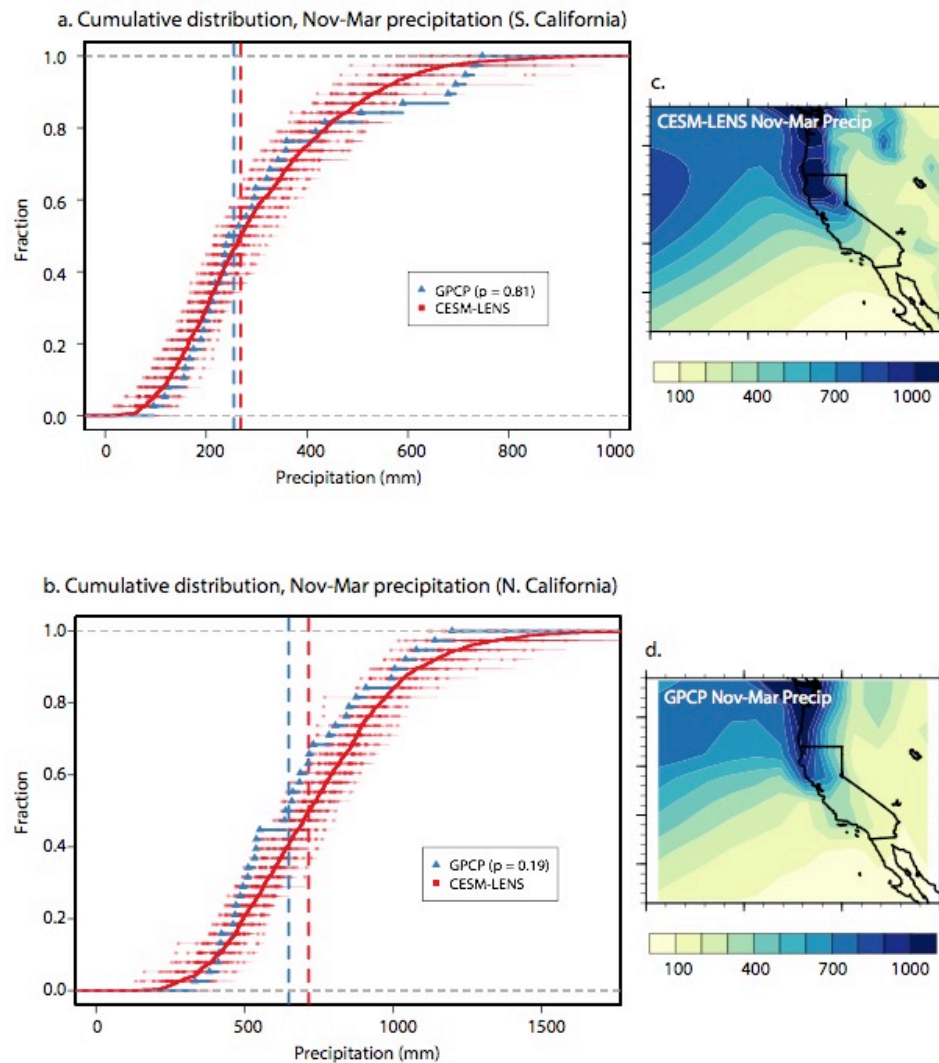 a. Cumulative distribution, Nov-Mar precipitation (S. California)
1.0
0.8
0.6
0.4
0.2
0.0
Fraction
GPCP (p = 0.81)
CESM-LENS
0 200 400 600 800 1000
Precipitation (mm)
c.
CESM-LENS Nov-Mar Precip
100 400 700 1000
b. Cumulative distribution, Nov-Mar precipitation (N. California)
1.0
0.8
0.6
0.4
0.2
0.0
Fraction
GPCP (p = 0.19)
CESM-LENS
0 500 1000 1500
Precipitation (mm)
d.
GPCP Nov-Mar Precip
100 400 700 1000